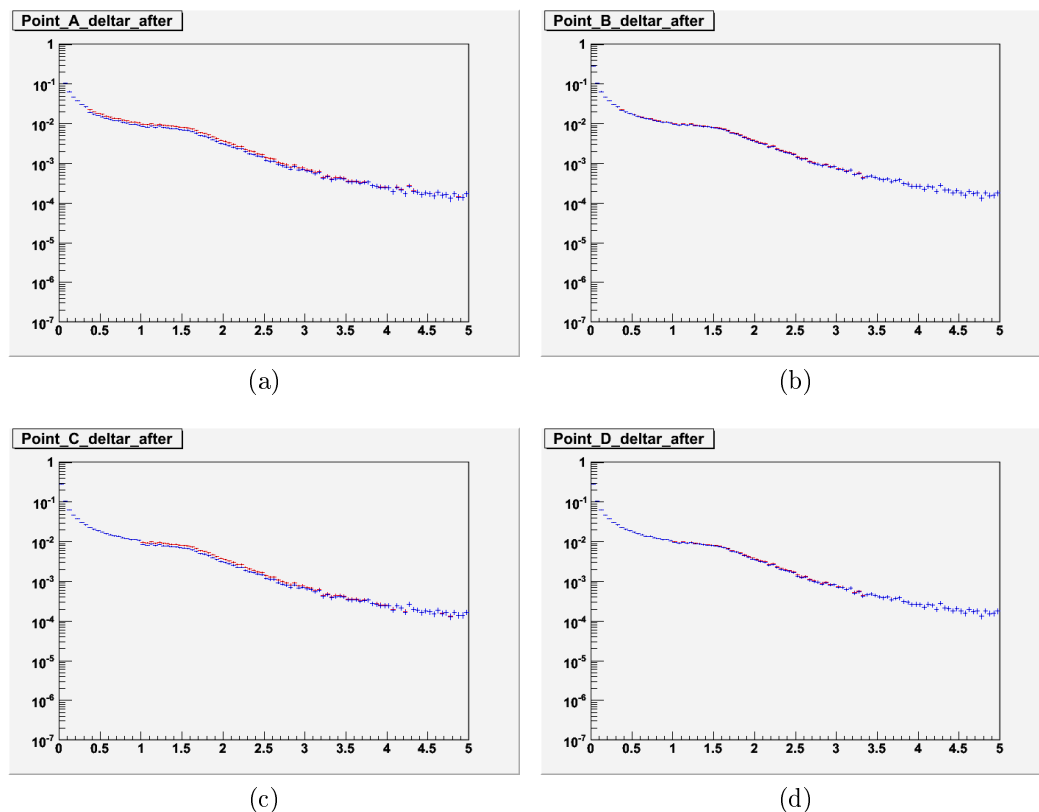 Point_A_deltar_after
1
10-1
10-2
10-3
10-4
10-5
10-6
10-7
0 0.5 1 1.5 2 2.5 3 3.5 4 4.5 5
(a)
Point_B_deltar_after
1
10-1
10-2
10-3
10-4
10-5
10-6
10-7
0 0.5 1 1.5 2 2.5 3 3.5 4 4.5 5
(b)
Point_C_deltar_after
1
10-1
10-2
10-3
10-4
10-5
10-6
10-7
0 0.5 1 1.5 2 2.5 3 3.5 4 4.5 5
(c)
Point_D_deltar_after
1
10-1
10-2
10-3
10-4
10-5
10-6
10-7
0 0.5 1 1.5 2 2.5 3 3.5 4 4.5 5
(d)